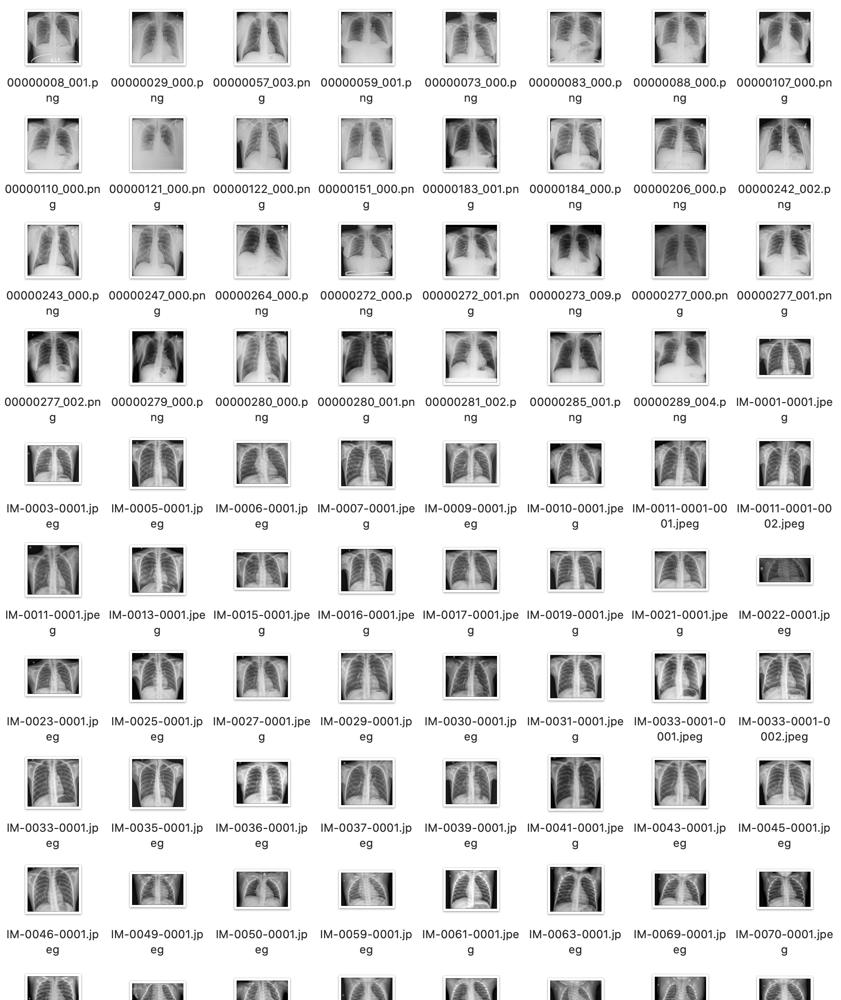 00000008_001.p 00000029_000.p 00000057_003.pn 00000059_001.p 00000073_000.p 00000083_000.p 00000088_000.p 00000107_000.pn
ng ng g ng ng ng ng g
00000110_000.pn 00000121_000.pn 00000122_000.pn 00000151_000.pn 00000183_001.pn 00000184_000.p 00000206_000.p 00000242_002.p
g g g g g ng ng ng
00000243_000.p 00000247_000.pn 00000264_000.p 00000272_000.p 00000272_001.pn 00000273_009.p 00000277_000.pn 00000277_001.pn
ng g ng ng g ng g g
00000277_002.pn 00000279_000.p 00000280_000.p 00000280_001.pn 00000281_002.p 00000285_001.p 00000289_004.p IM-0001-0001.jpe
g ng ng g ng ng ng g
IM-0003-0001.jp IM-0005-0001.jp IM-0006-0001.jp IM-0007-0001.jpe IM-0009-0001.jp IM-0010-0001.jpe IM-0011-0001-00 IM-0011-0001-00
eg eg eg g eg g 01.jpeg 02.jpeg
R
IM-0011-0001.jpe IM-0013-0001.jpe IM-0015-0001.jpe IM-0016-0001.jpe IM-0017-0001.jpe IM-0019-0001.jpe IM-0021-0001.jpe IM-0022-0001.jp
g g g g g g g eg
IM-0023-0001.jp IM-0025-0001.jp IM-0027-0001.jpe IM-0029-0001.jp IM-0030-0001.jp IM-0031-0001.jpe IM-0033-0001-0 IM-0033-0001-0
eg eg g eg eg g 001.jpeg 002.jpeg
IM-0033-0001.jp IM-0035-0001.jp IM-0036-0001.jp IM-0037-0001.jp IM-0039-0001.jp IM-0041-0001.jpe IM-0043-0001.jp IM-0045-0001.jp
eg eg eg eg eg g eg eg
IM-0046-0001.jp IM-0049-0001.jp IM-0050-0001.jp IM-0059-0001.jp IM-0061-0001.jpe IM-0063-0001.jp IM-0069-0001.jp IM-0070-0001.jpe
eg eg eg eg g eg eg g